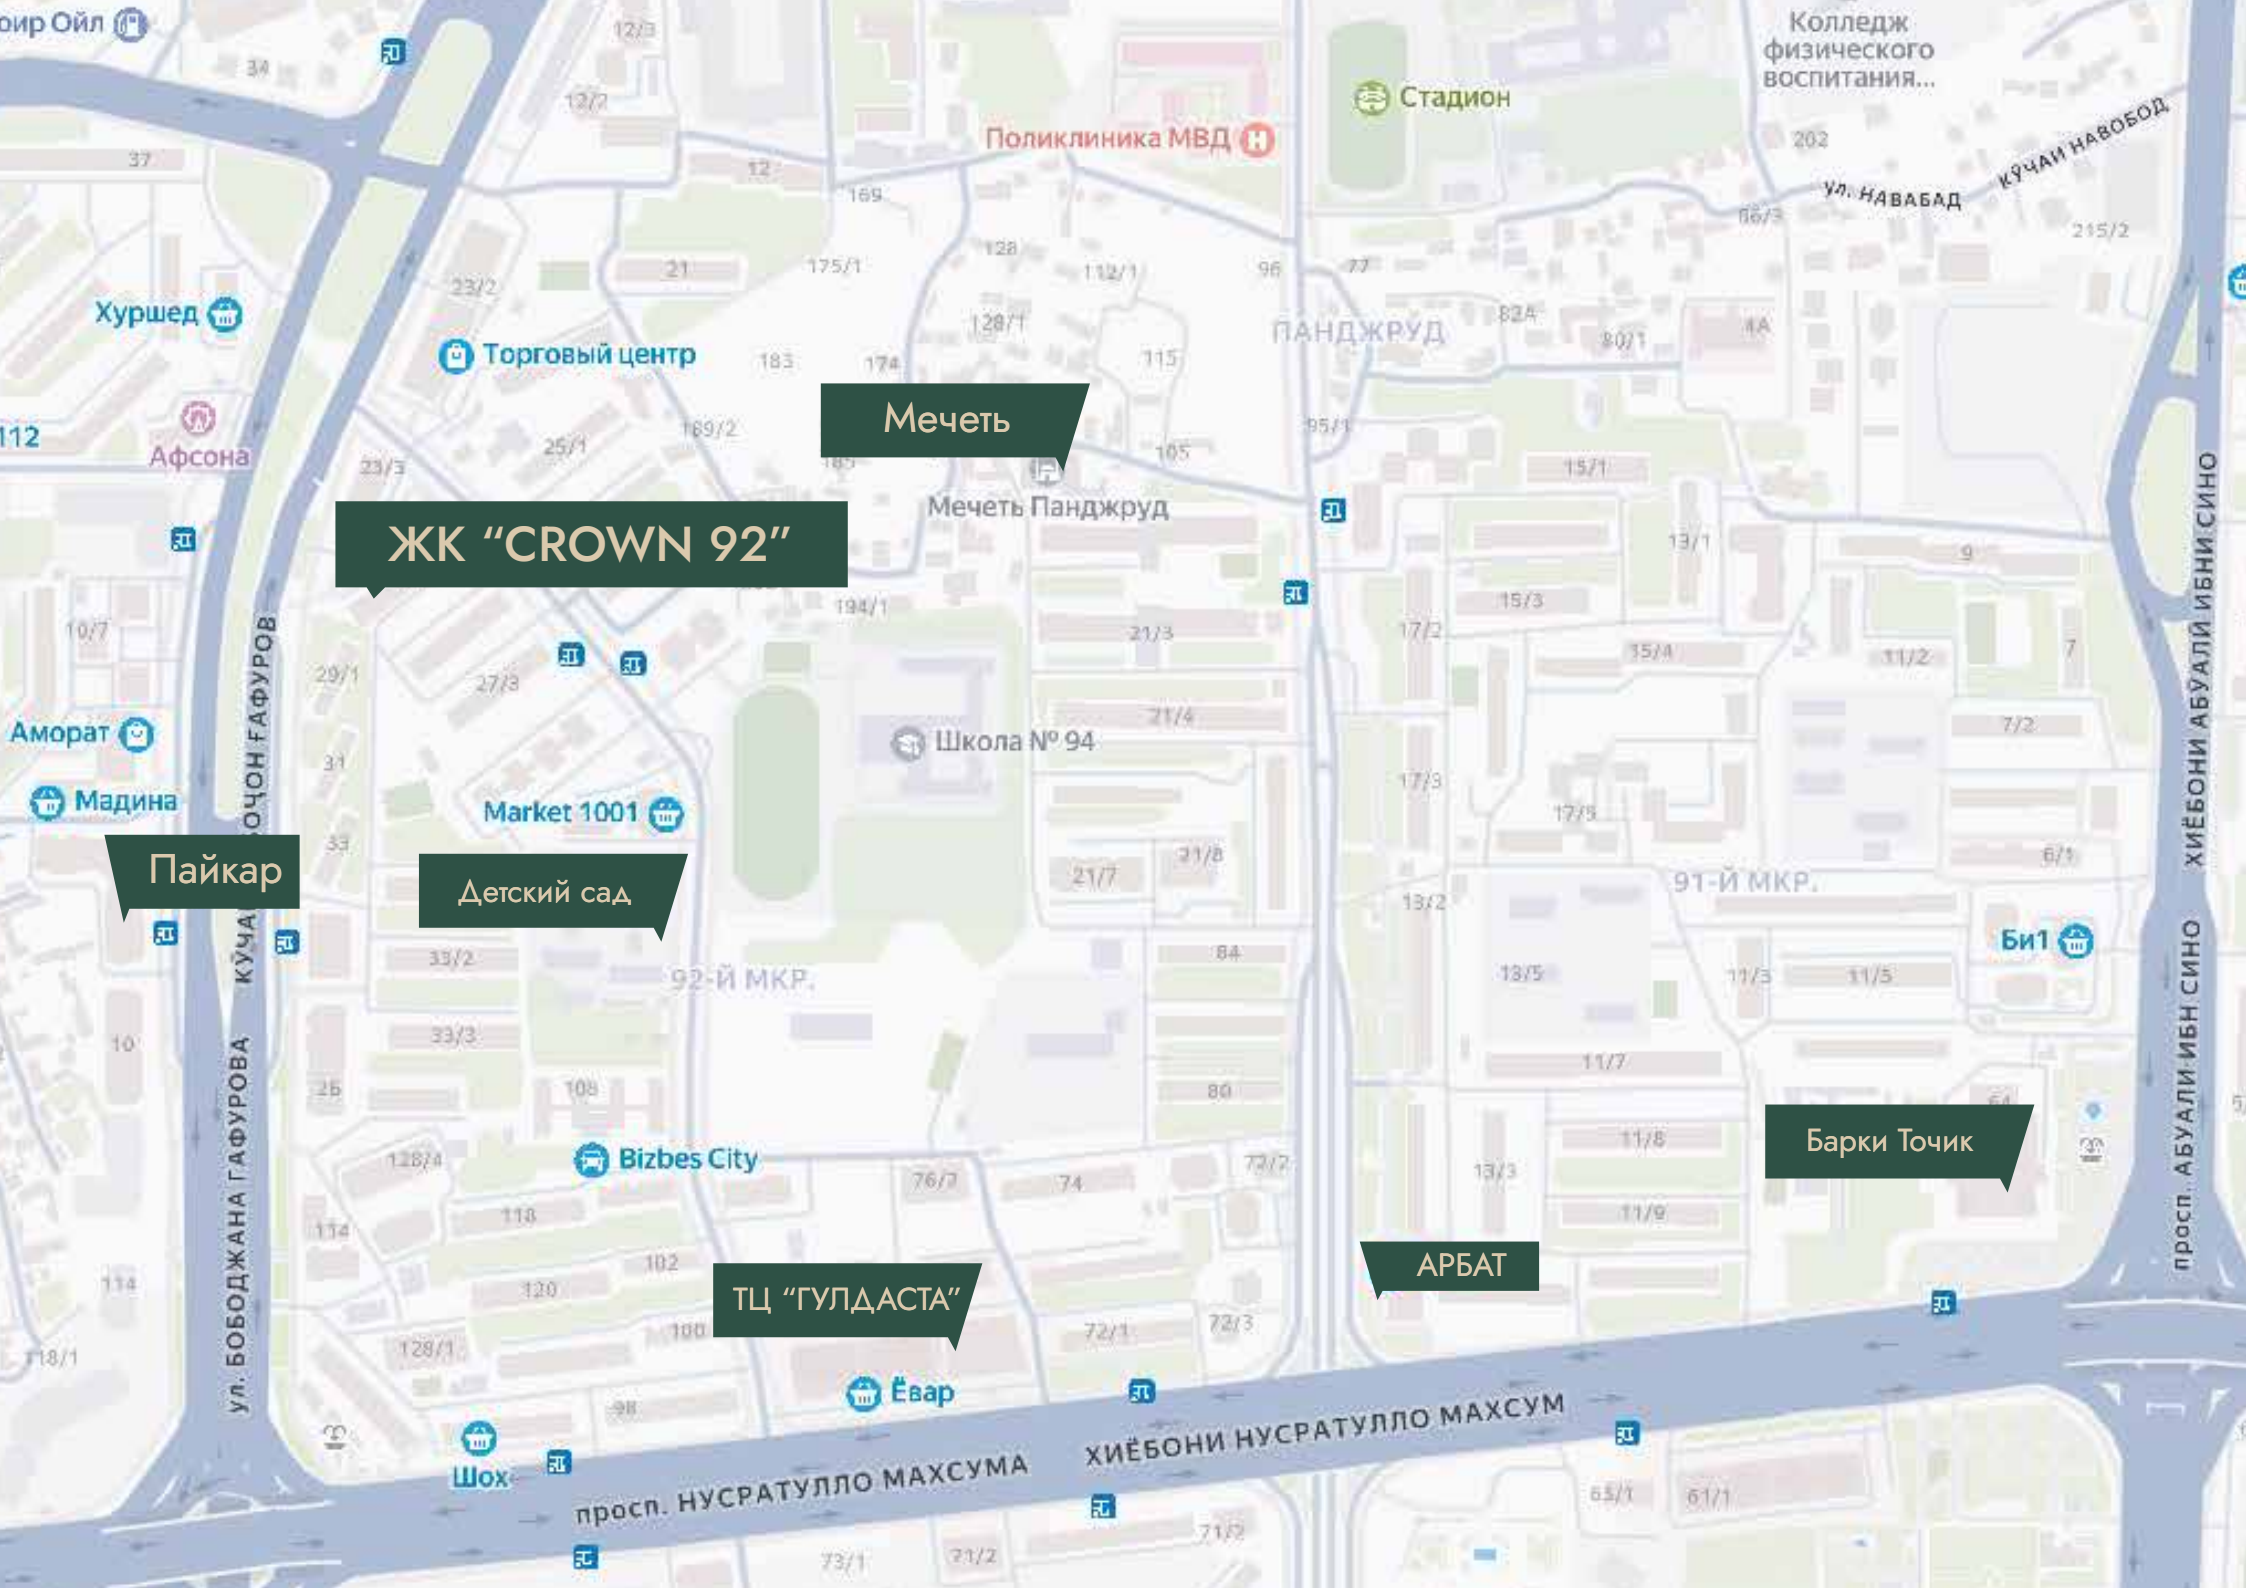 оир Ойл
34
12/3
12/2
Колледж
физического
воспитания...
Стадион
Поликлиника МВД
37
12
169
202
ул. НАВАБАД
КӮЧАИ НАВОБОД
66/3
215/2
23/2
21
175/1
128
112/1
96
77
Хуршед
128/1
ПАНДЖРУД
82А
80/1
4А
Торговый центр
183
174
115
Мечеть
95/1
112
Афсона
23/3
25/1
189/2
185
105
15/1
Мечеть Панджруд
ЖК “CROWN 92”
13/1
9
10/7
194/1
21/3
17/2
15/3
15/4
11/2
7
29/1
27/3
21/4
7/2
Аморат
31
Школа № 94
17/3
Мадина
Market 1001
17/5
33
21/8
6/1
Пайкар
Детский сад
21/7
91-Й МКР.
13/2
33/2
84
Би1
92-Й МКР.
13/5
11/3
11/5
10
33/3
11/7
26
108
80
64
Барки Точик
128/4
Bizbes City
76/2
74
72/2
13/3
11/8
118
11/9
114
114
102
120
АРБАТ
ТЦ “ГУЛДАСТА”
100
72/1
72/3
118/1
128/1
Ёвар
98
Шох
просп. НУСРАТУЛЛО МАХСУМА
ХИЁБОНИ НУСРАТУЛЛО МАХСУМ
63/1
61/1
73/1
71/2
71/2
ул. БОБОДЖАНА ГАФУРОВА
ОҶОН ҒАФУРОВ
ХИЁБОНИ АБӮАЛӢ ИБНИ СИНО
просп. АБУАЛИ ИБН СИНО